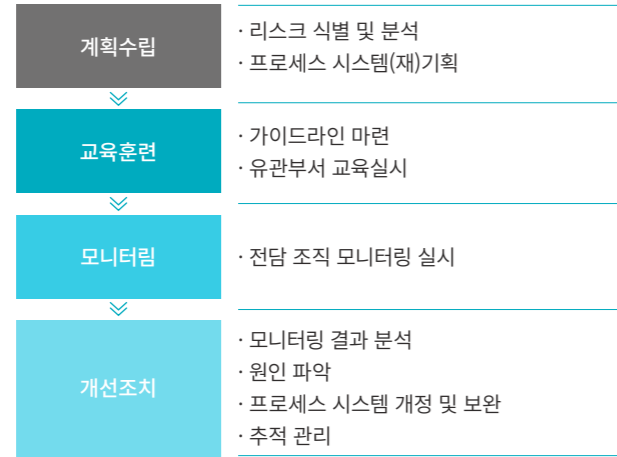 계획수립
· 리스크 식별 및 분석
· 프로세스 시스템(재)기획
교육훈련
· 가이드라인 마련
· 유관부서 교육실시
모니터림
· 전담 조직 모니터링 실시
개선조치
· 모니터링 결과 분석
· 원인 파악
· 프로세스 시스템 개정 및 보완
· 추적 관리